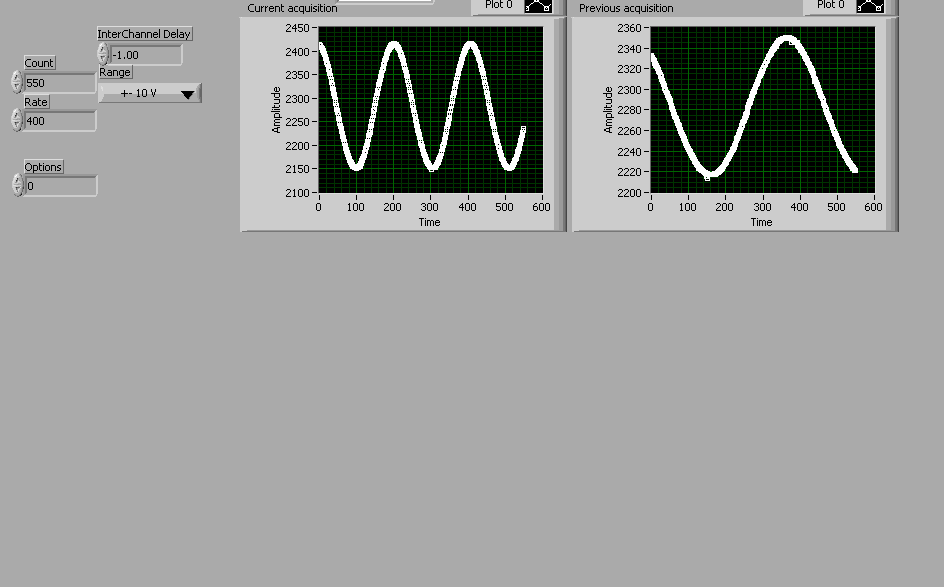 Current acquisition
Plot 0
Previous acquisition
Plot 0
InterChannel Delay
-1.00
Count
550
Range
+- 10 V
Rate
400
Options
0
Amplitude
2450
2400
2350
2300
2250
2200
2150
2100
0 100 200 300 400 500 600
Time
Amplitude
2360
2340
2320
2300
2280
2260
2240
2220
2200
0 100 200 300 400 500 600
Time